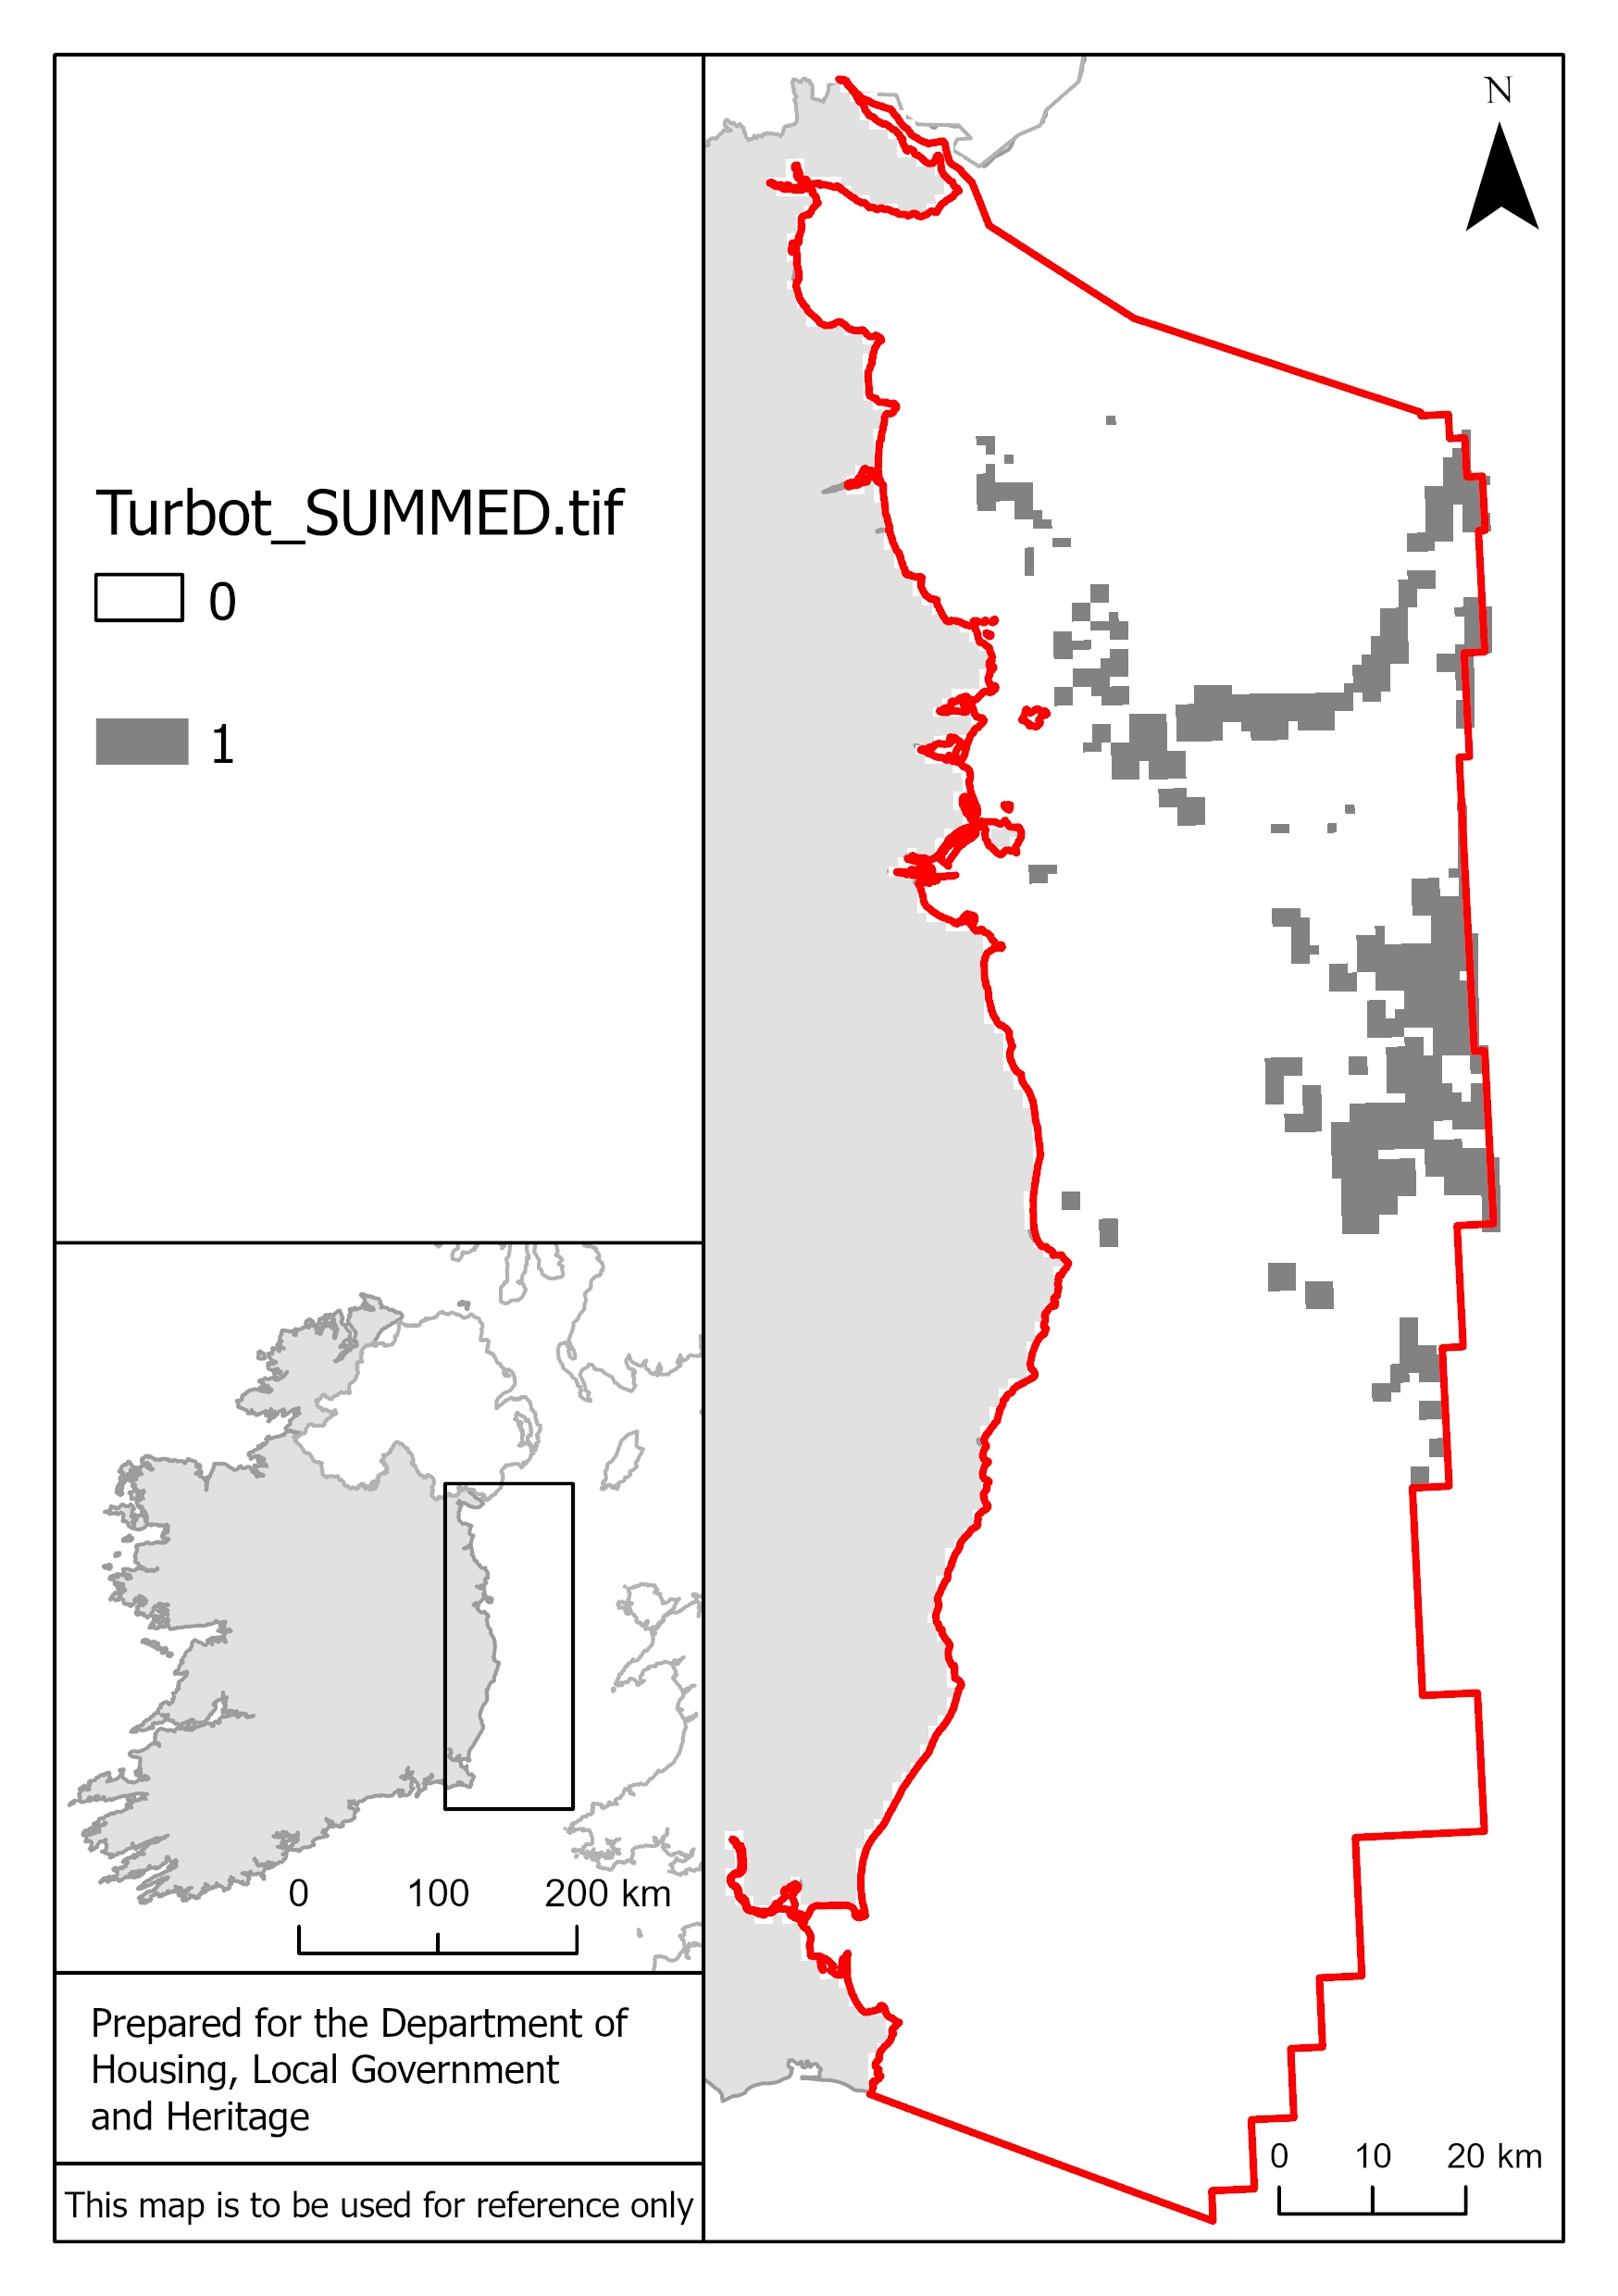 N
Turbot_SUMMED.tif
0
1
0 100 200 km
Prepared for the Department of
Housing, Local Government
and Heritage
This map is to be used for reference only
0 10 20 km